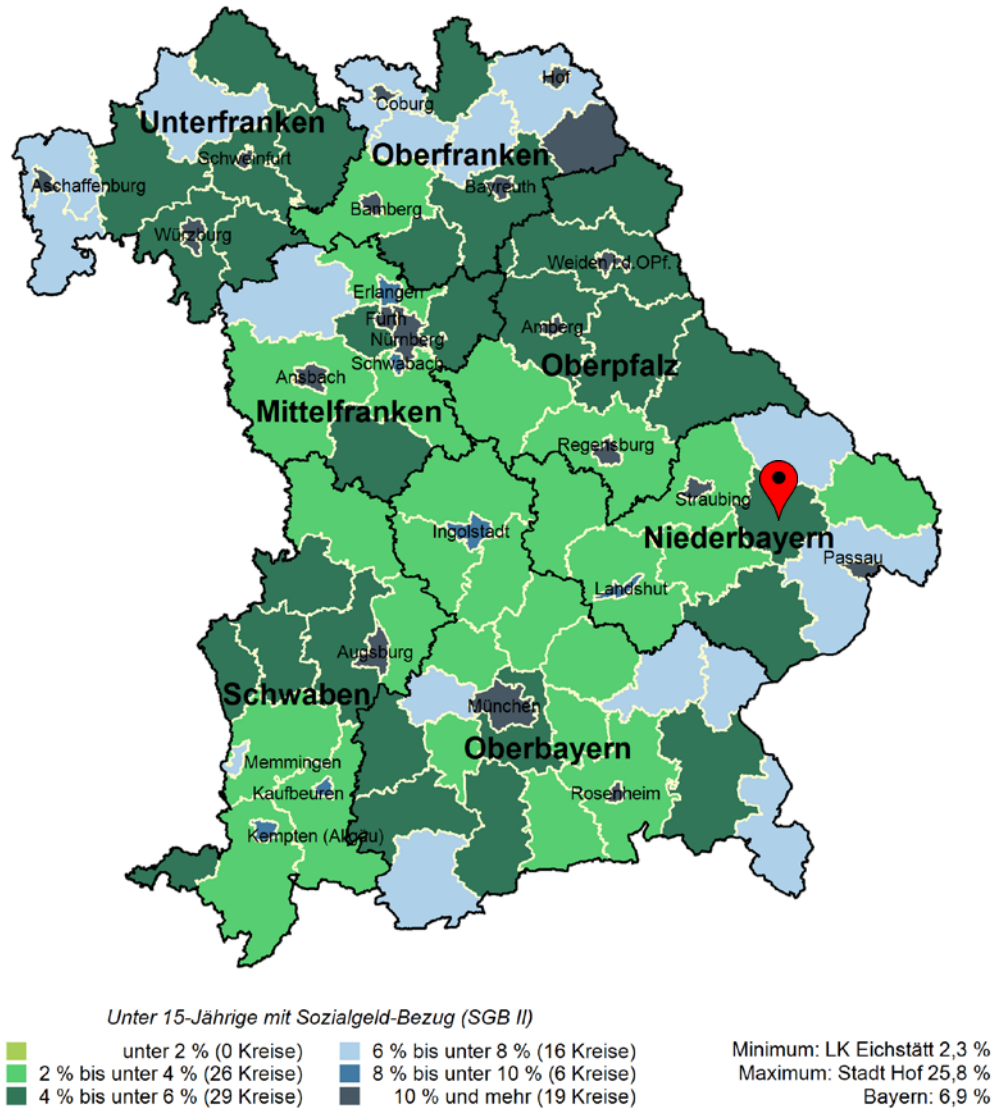 Hof
Coburg
Unterfranken
Oberfranken
Schweinfurt
Aschaffenburg
Bayreuth
Bamberg
Würzburg
Weiden i.d.OPf.
Erlangen
Fürth
Amberg
Nürnberg
Schwabach
Oberpfalz
Ansbach
Mittelfranken
Regensburg
Straubing
Ingolstadt
Niederbayern
Passau
Landshut
Augsburg
Schwaben
München
Oberbayern
Memmingen
Kaufbeuren
Rosenheim
Kempten (Allgäu)
Unter 15-Jährige mit Sozialgeld-Bezug (SGB II)
unter 2 % (0 Kreise)
2 % bis unter 4 % (26 Kreise)
4 % bis unter 6 % (29 Kreise)
6 % bis unter 8 % (16 Kreise)
8 % bis unter 10 % (6 Kreise)
10 % und mehr (19 Kreise)
Minimum: LK Eichstätt 2,3 %
Maximum: Stadt Hof 25,8 %
Bayern: 6,9 %